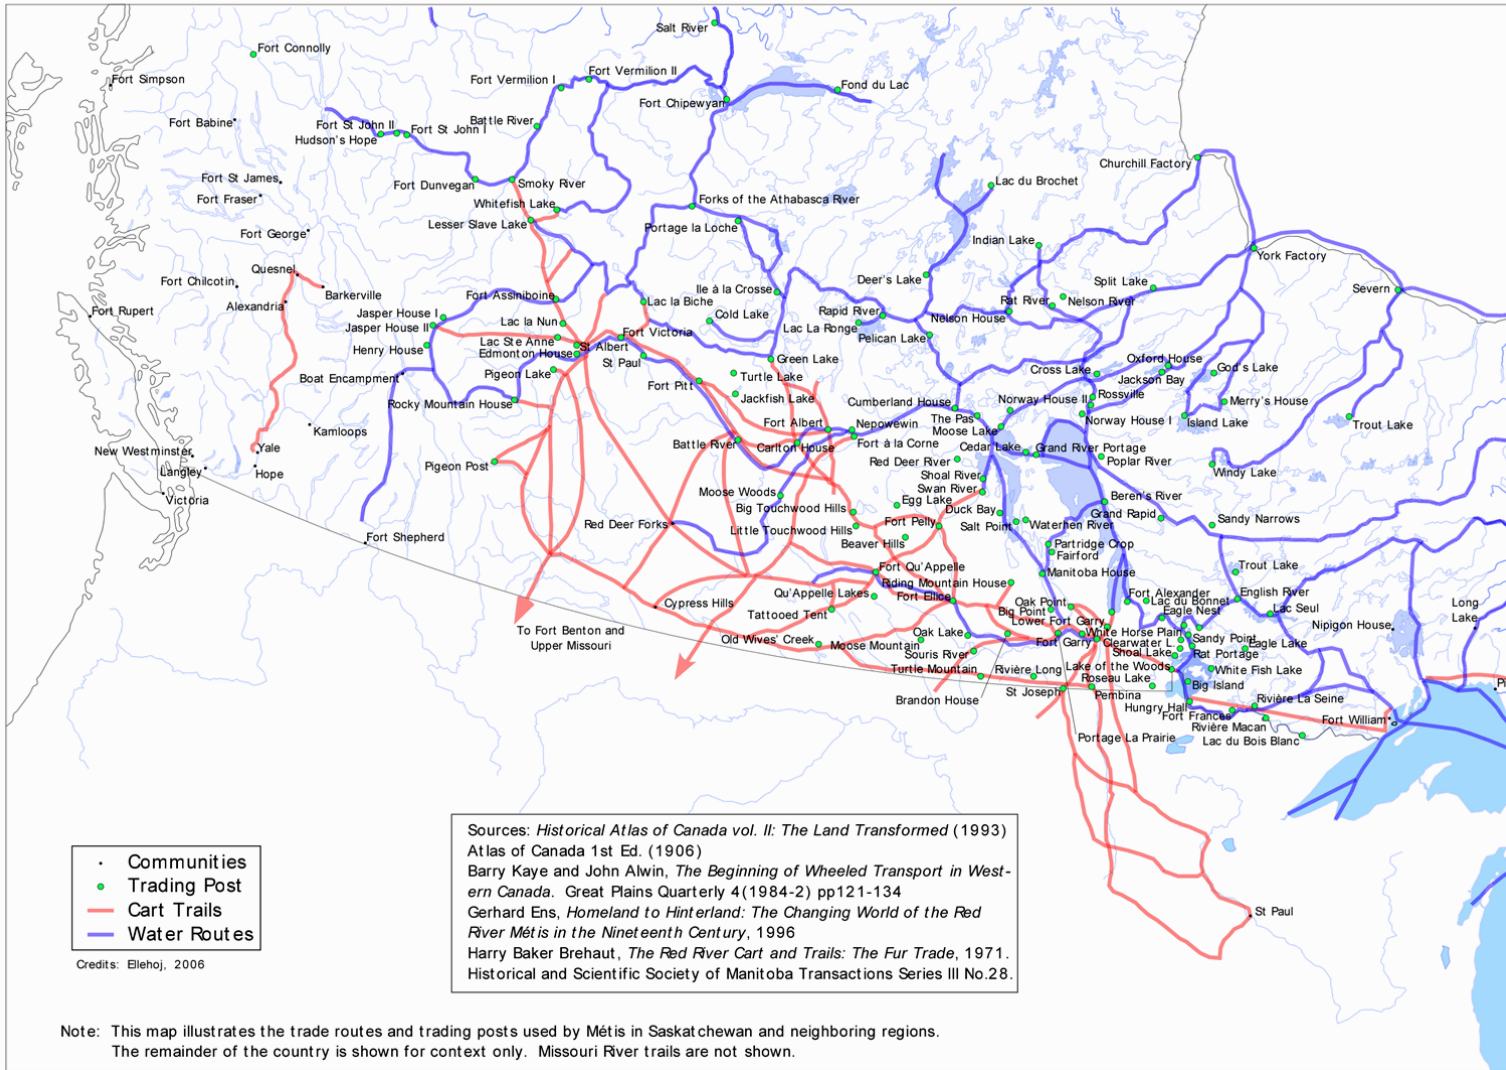 Salt River
Fort Connolly
Fort Simpson
Fort Vermilion I
Fort Vermilion II
Fond du Lac
Fort Chipewyan
Fort Babine
Fort St John II
Fort St John I
Hudson's Hope
Battle River
Churchill Factory
Fort St James
Fort Fraser
Fort Dunvegan
Smoky River
Lac du Brochet
Whitefish Lake
Forks of the Athabasca River
Lesser Slave Lake
Portage la Loche
Fort George
Indian Lake
York Factory
Quesnel
Fort Chilcotin
Barkerville
Alexandria
Fort Rupert
Fort Assiniboine
Lac la Biche
Ile à la Crosse
Deer's Lake
Split Lake
Severn
Rat River
Nelson River
Nelson House
Jasper House I
Jasper House II
Lac la Nun
Cold Lake
Rapid River
Lac La Ronge
Pelican Lake
Henry House
Lac Ste Anne
St Albert
Fort Victoria
Edmonton House
St Paul
Green Lake
Oxford House
Cross Lake
Jackson Bay
God's Lake
Boat Encampment
Pigeon Lake
Turtle Lake
Fort Pitt
Jackfish Lake
Rocky Mountain House
Cumberland House
Norway House II
Rossville
Merry's House
The Pas
Moose Lake
Norway House I
Island Lake
Trout Lake
Kamloops
Fort Albert
Nepowewin
Fort à la Corne
Battle River
Carlton House
Cedar Lake
Grand River Portage
New Westminster
Yale
Langley
Hope
Pigeon Post
Red Deer River
Poplar River
Windy Lake
Shoal River
Swan River
Victoria
Moose Woods
Egg Lake
Beren's River
Big Touchwood Hills
Duck Bay
Grand Rapid
Red Deer Forks
Little Touchwood Hills
Fort Pelly
Salt Point
Waterhen River
Sandy Narrows
Fort Shepherd
Beaver Hills
Partridge Crop
Fairford
Fort Qu'Appelle
Manitoba House
Trout Lake
Riding Mountain House
Qu'Appelle Lakes
Fort Ellice
Fort Alexander
English River
Lac du Bonnet
Cypress Hills
Tattooed Tent
Oak Point
Big Point
Eagle Nest
Lac Seul
Long
Lake
Lower Fort Garry
Nipigon House
To Fort Benton and
Upper Missouri
Old Wives' Creek
Moose Mountain
Oak Lake
White Horse Plain
Fort Garry
Clearwater L.
Sandy Point
Eagle Lake
Souris River
Shoal Lake
Rat Portage
Turtle Mountain
Rivière Long
Lake of the Woods
White Fish Lake
Roseau Lake
Big Island
Brandon House
St Joseph
Pembina
Hungry Hall
Rivière La Seine
Fort Frances
Rivière Macan
Fort William
Pi
Portage La Prairie
Lac du Bois Blanc
St Paul
Communities
Trading Post
Cart Trails
Water Routes
Credits: Ellehoj, 2006
Sources: Historical Atlas of Canada vol. II: The Land Transformed (1993)
Atlas of Canada 1st Ed. (1906)
Barry Kaye and John Alwin, The Beginning of Wheeled Transport in West-
ern Canada. Great Plains Quarterly 4(1984-2) pp121-134
Gerhard Ens, Homeland to Hinterland: The Changing World of the Red
River Métis in the Nineteenth Century, 1996
Harry Baker Brehaut, The Red River Cart and Trails: The Fur Trade, 1971.
Historical and Scientific Society of Manitoba Transactions Series III No.28.
Note: This map illustrates the trade routes and trading posts used by Métis in Saskatchewan and neighboring regions.
The remainder of the country is shown for context only. Missouri River trails are not shown.